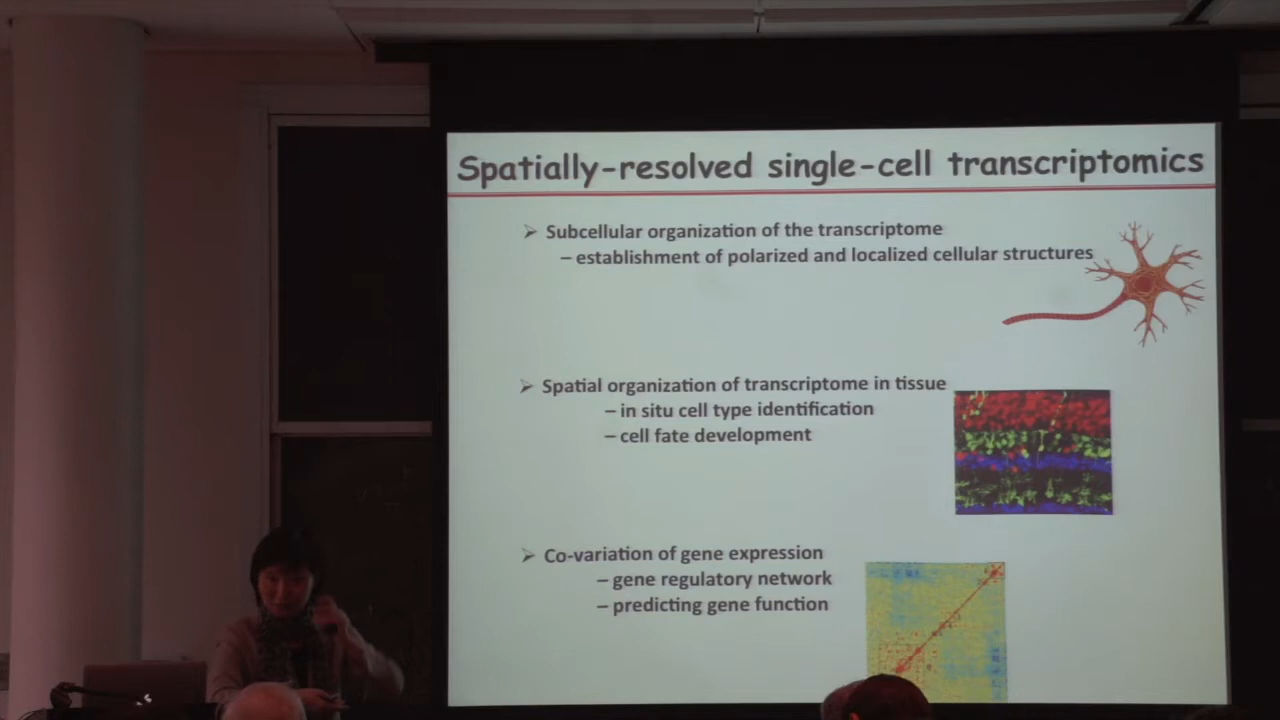 Spatially-resolved single-cell transcriptomics
➢ Subcellular organization of the transcriptome
– establishment of polarized and localized cellular structures
➢ Spatial organization of transcriptome in tissue
– in situ cell type identification
– cell fate development
➢ Co-variation of gene expression
– gene regulatory network
– predicting gene function